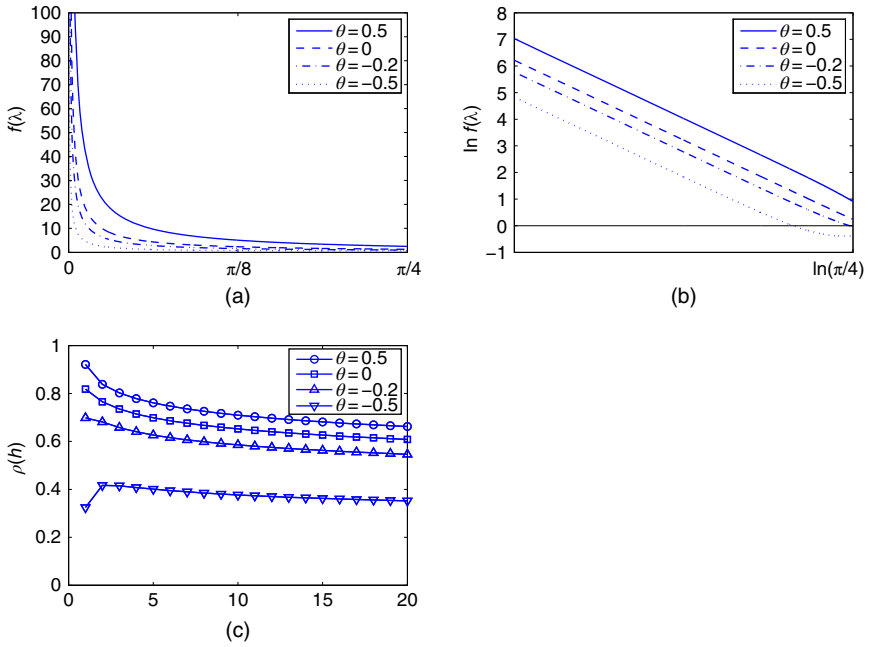 100
90
80
70
60
50
40
30
20
10
0
f(λ)
0
π/8
π/4
θ = 0.5
θ = 0
θ = −0.2
θ = −0.5
(a)
8
7
6
5
4
3
2
1
0
−1
ln f(λ)
ln(π/4)
θ = 0.5
θ = 0
θ = −0.2
θ = −0.5
(b)
1
0.8
0.6
0.4
0.2
0
ρ(h)
0
5
10
15
20
θ = 0.5
θ = 0
θ = −0.2
θ = −0.5
(c)